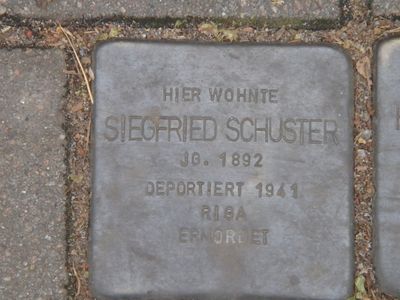 HIER WOHNTE
SIEGFRIED SCHUSTER
JG. 1892
DEPORTIERT 1941
RIGA
ERMORDET